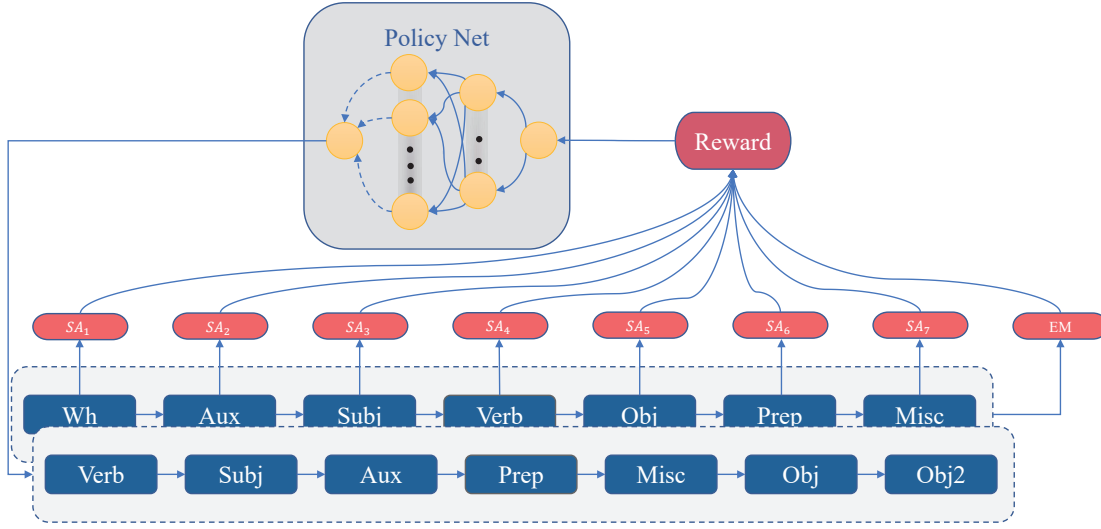 Policy Net
Reward
SA₁ SA₂ SA₃ SA₄ SA₅ SA₆ SA₇ EM
Wh Aux Subj Verb Obj Prep Misc
Verb Subj Aux Prep Misc Obj Obj2